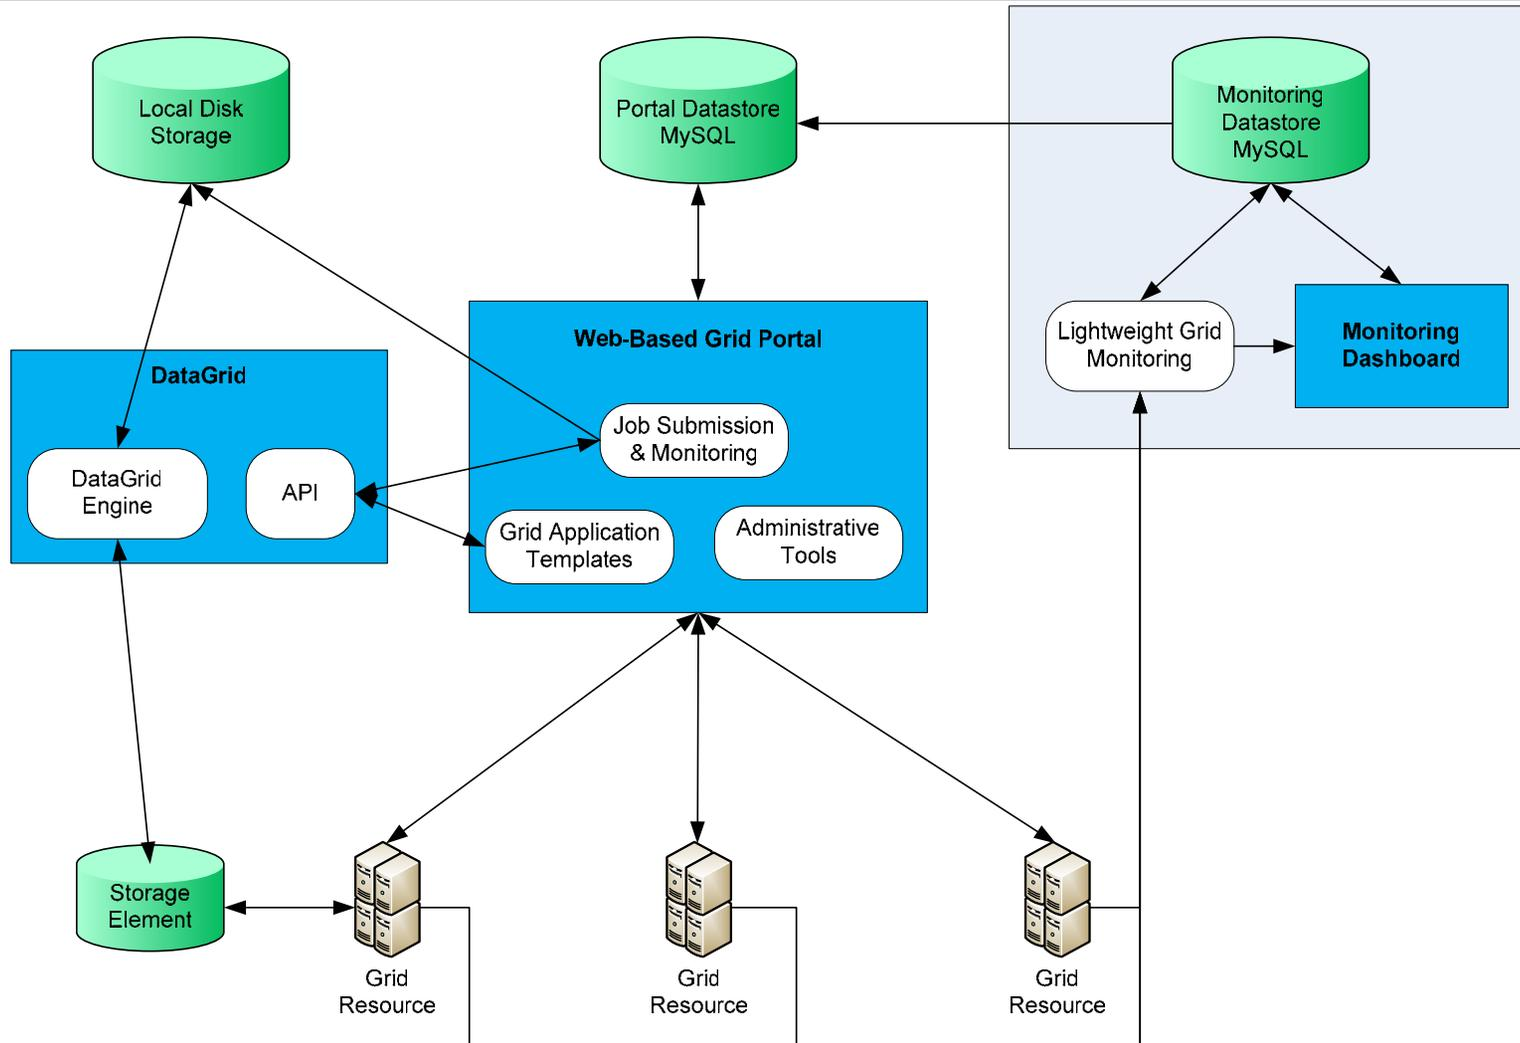 Local Disk
Storage
Portal Datastore
MySQL
Monitoring
Datastore
MySQL
Lightweight Grid
Monitoring
Monitoring
Dashboard
Web-Based Grid Portal
DataGrid
Job Submission
& Monitoring
DataGrid
Engine
API
Grid Application
Templates
Administrative
Tools
Storage
Element
Grid
Resource
Grid
Resource
Grid
Resource